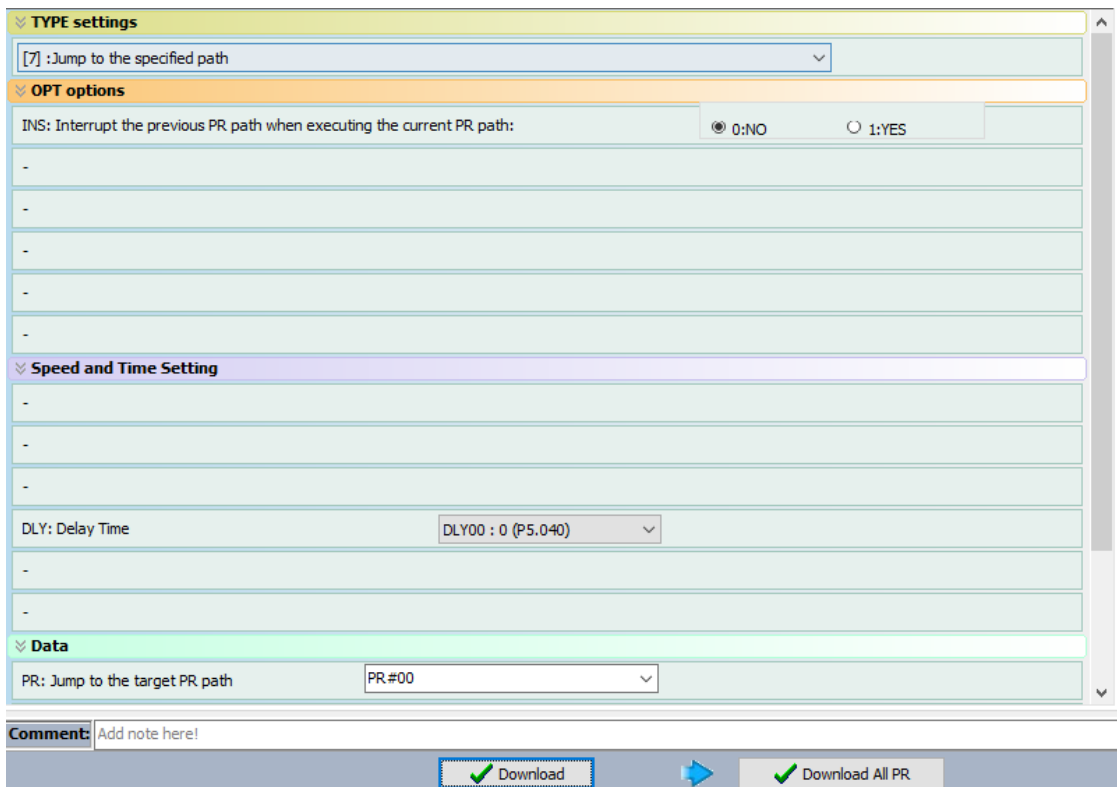 TYPE settings
[7] :Jump to the specified path
OPT options
INS: Interrupt the previous PR path when executing the current PR path: 0:NO 1:YES
-
-
-
-
-
Speed and Time Setting
-
-
-
DLY: Delay Time DLY00 : 0 (P5.040)
-
-
Data
PR: Jump to the target PR path PR#00
Comment: Add note here!
Download Download All PR